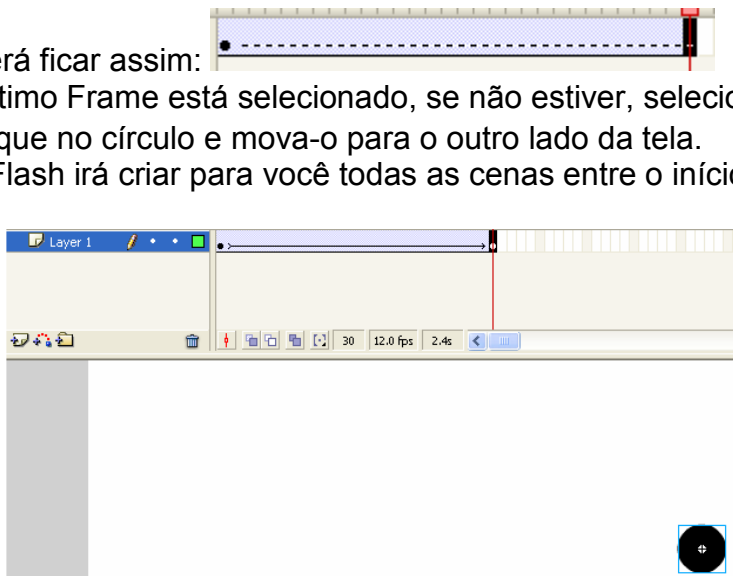 rá ficar assim:
timo Frame está selecionado, se não estiver, selecio
que no círculo e mova-o para o outro lado da tela.
Flash irá criar para você todas as cenas entre o iníci
Layer 1
30 12.0 fps 2.4s